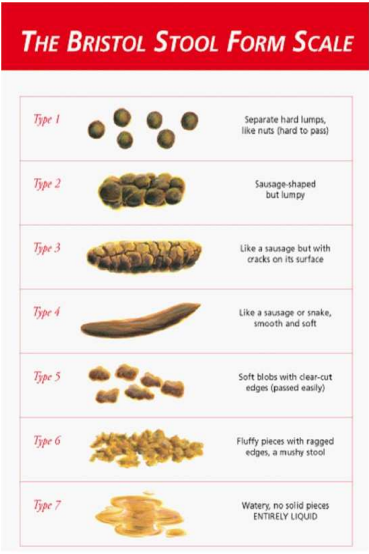 THE BRISTOL STOOL FORM SCALE
Type 1
Separate hard lumps,
like nuts (hard to pass)
Type 2
Sausage-shaped
but lumpy
Type 3
Like a sausage but with
cracks on its surface
Type 4
Like a sausage or snake,
smooth and soft
Type 5
Soft blobs with clear-cut
edges (passed easily)
Type 6
Fluffy pieces with ragged
edges, a mushy stool
Type 7
Watery, no solid pieces
ENTIRELY LIQUID